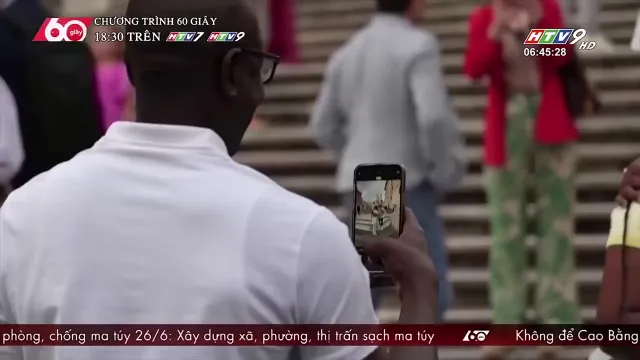 60 giây
CHƯƠNG TRÌNH 60 GIÂY
18:30 TRÊN HTV7 HTV9
HTV9 HD
06:45:28
phòng, chống ma túy 26/6: Xây dựng xã, phường, thị trấn sạch ma túy 60 Không để Cao Bằng